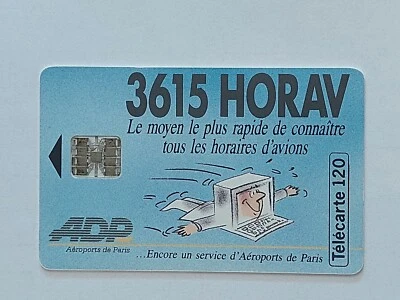 3615 HORAV
Le moyen le plus rapide de connaître
tous les horaires d'avions
Télécarte 120
ADP
Aéroports de Paris
...Encore un service d'Aéroports de Paris